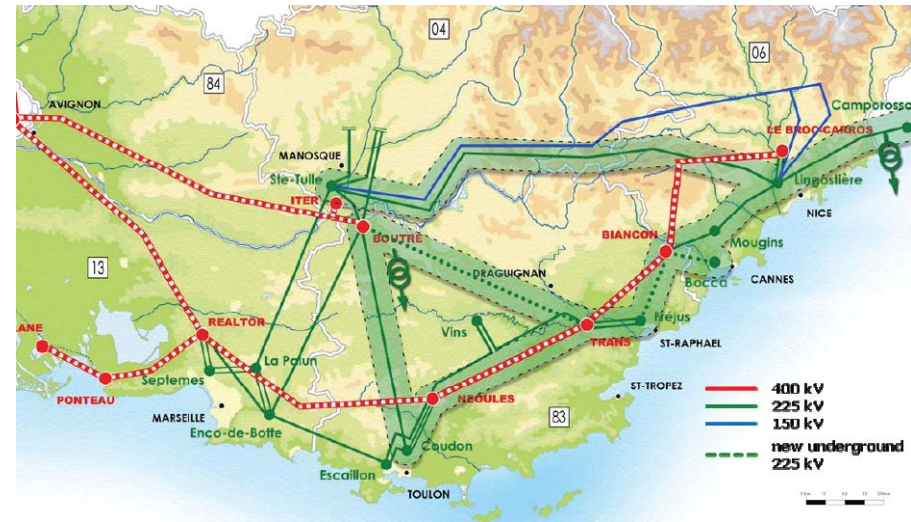 04
06
84
Camporosso
AVIGNON
LE BROC-CARROS
MANOSQUE
Ste-Tulle
Lingostière
ITER
NICE
BOUTRE
BIANCON
Mougins
13
DRAGUIGNAN
CANNES
Bocca
Vins
Fréjus
REALTOR
TRANS
ST-RAPHAEL
LANE
La Palun
Septemes
ST-TROPEZ
PONTEAU
NEOULES
400 kV
MARSEILLE
83
225 kV
Enco-de-Botte
150 kV
Coudon
new underground
225 kV
Escaillon
TOULON